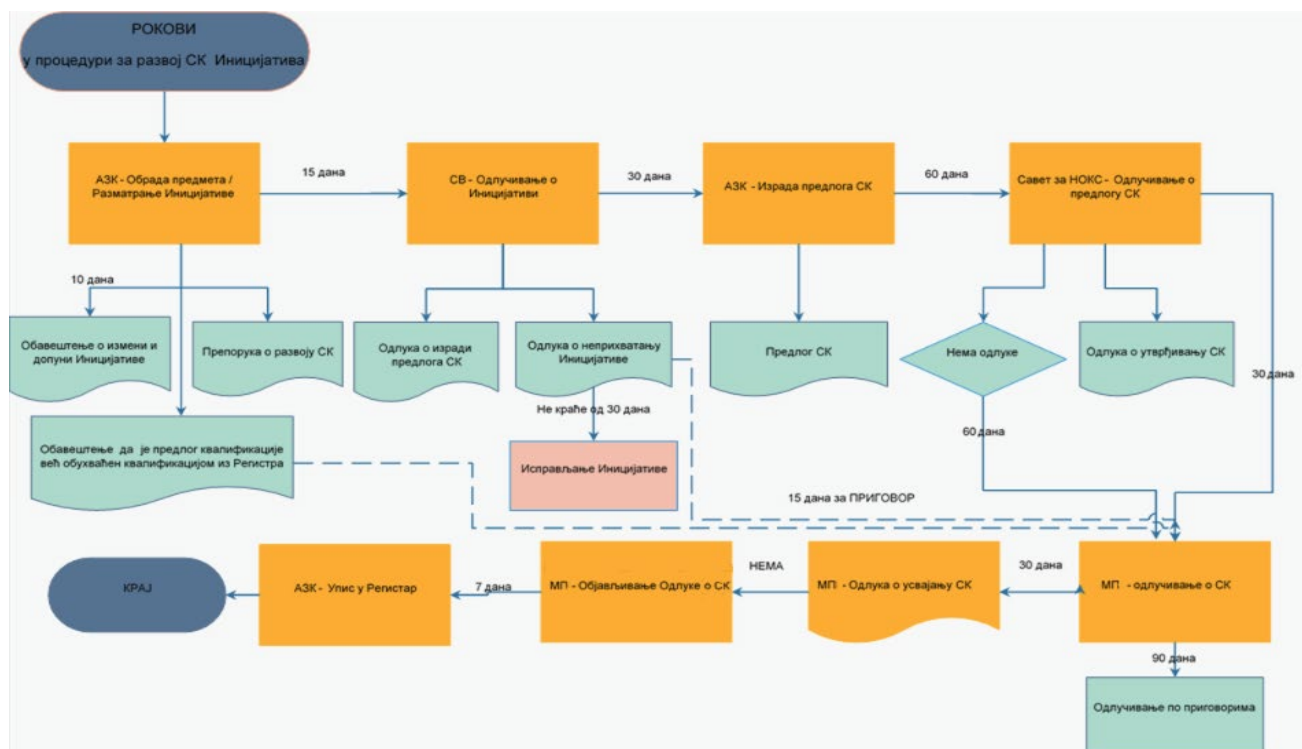 РОКОВИ
у процедури за развој СК Иницијатива
АЗК - Обрада предмета /
Разматрање Иницијативе
15 дана
СВ - Одлучивање о
Иницијативи
30 дана
АЗК - Израда предлога СК
60 дана
Савет за НОКС - Одлучивање о
предлогу СК
10 дана
Обавештење о измени и
допуни Иницијативе
Препорука о развоју СК
Одлука о изради
предлога СК
Одлука о неприхватању
Иницијативе
Предлог СК
Нема одлуке
Одлука о утврђивању СК
30 дана
Не краће од 30 дана
60 дана
Обавештење да је предлог квалификације
већ обухваћен квалификацијом из Регистра
Исправљање Иницијативе
15 дана за ПРИГОВОР
КРАЈ
АЗК - Упис у Регистар
7 дана
МП - Објављивање Одлуке о СК
НЕМА
МП - Одлука о усвајању СК
30 дана
МП - одлучивање о СК
90 дана
Одлучивање по приговорима